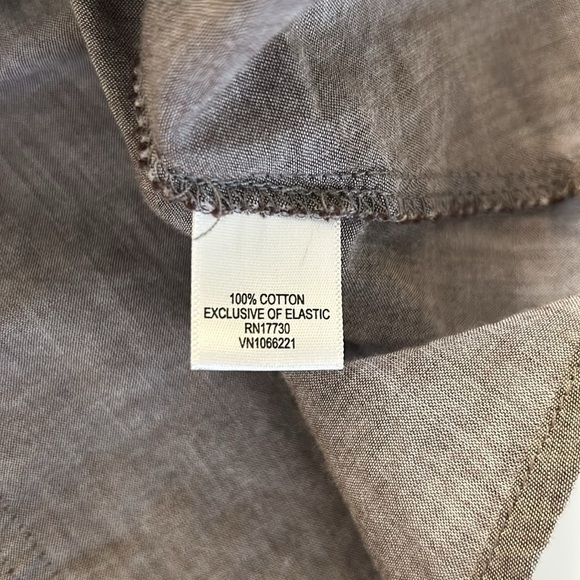 100% COTTON
EXCLUSIVE OF ELASTIC
RN17730
VN1066221